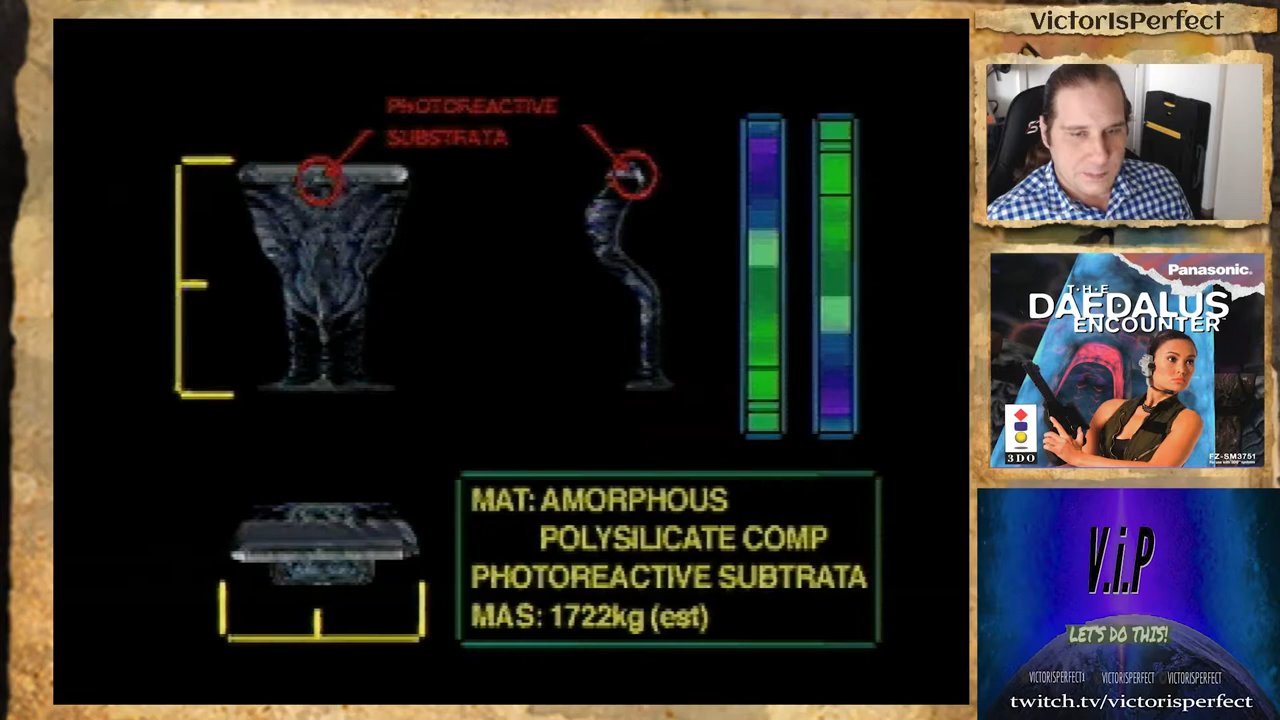 VictorIsPerfect
PHOTOREACTIVE
SUBSTRATA
MAT: AMORPHOUS
POLYSILICATE COMP
PHOTOREACTIVE SUBTRATA
MAS: 1722kg (est)
Panasonic
THE
DAEDALUS
ENCOUNTER
3DO
FZ-SM3751
V.i.P
LET'S DO THIS!
VICTORISPERFECT1 VICTORISPERFECT VICTORISPERFECT
twitch.tv/victorisperfect